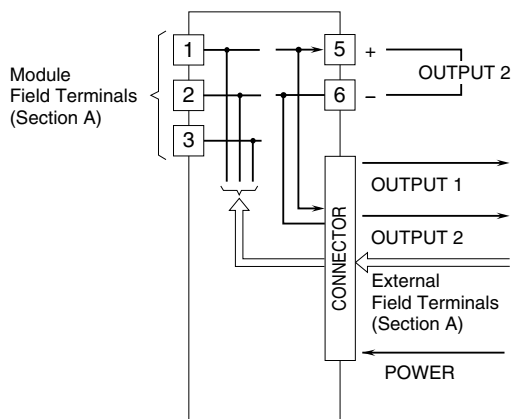 Module
Field Terminals
(Section A)
1
2
3
5
+
6
–
OUTPUT 2
CONNECTOR
OUTPUT 1
OUTPUT 2
External
Field Terminals
(Section A)
POWER